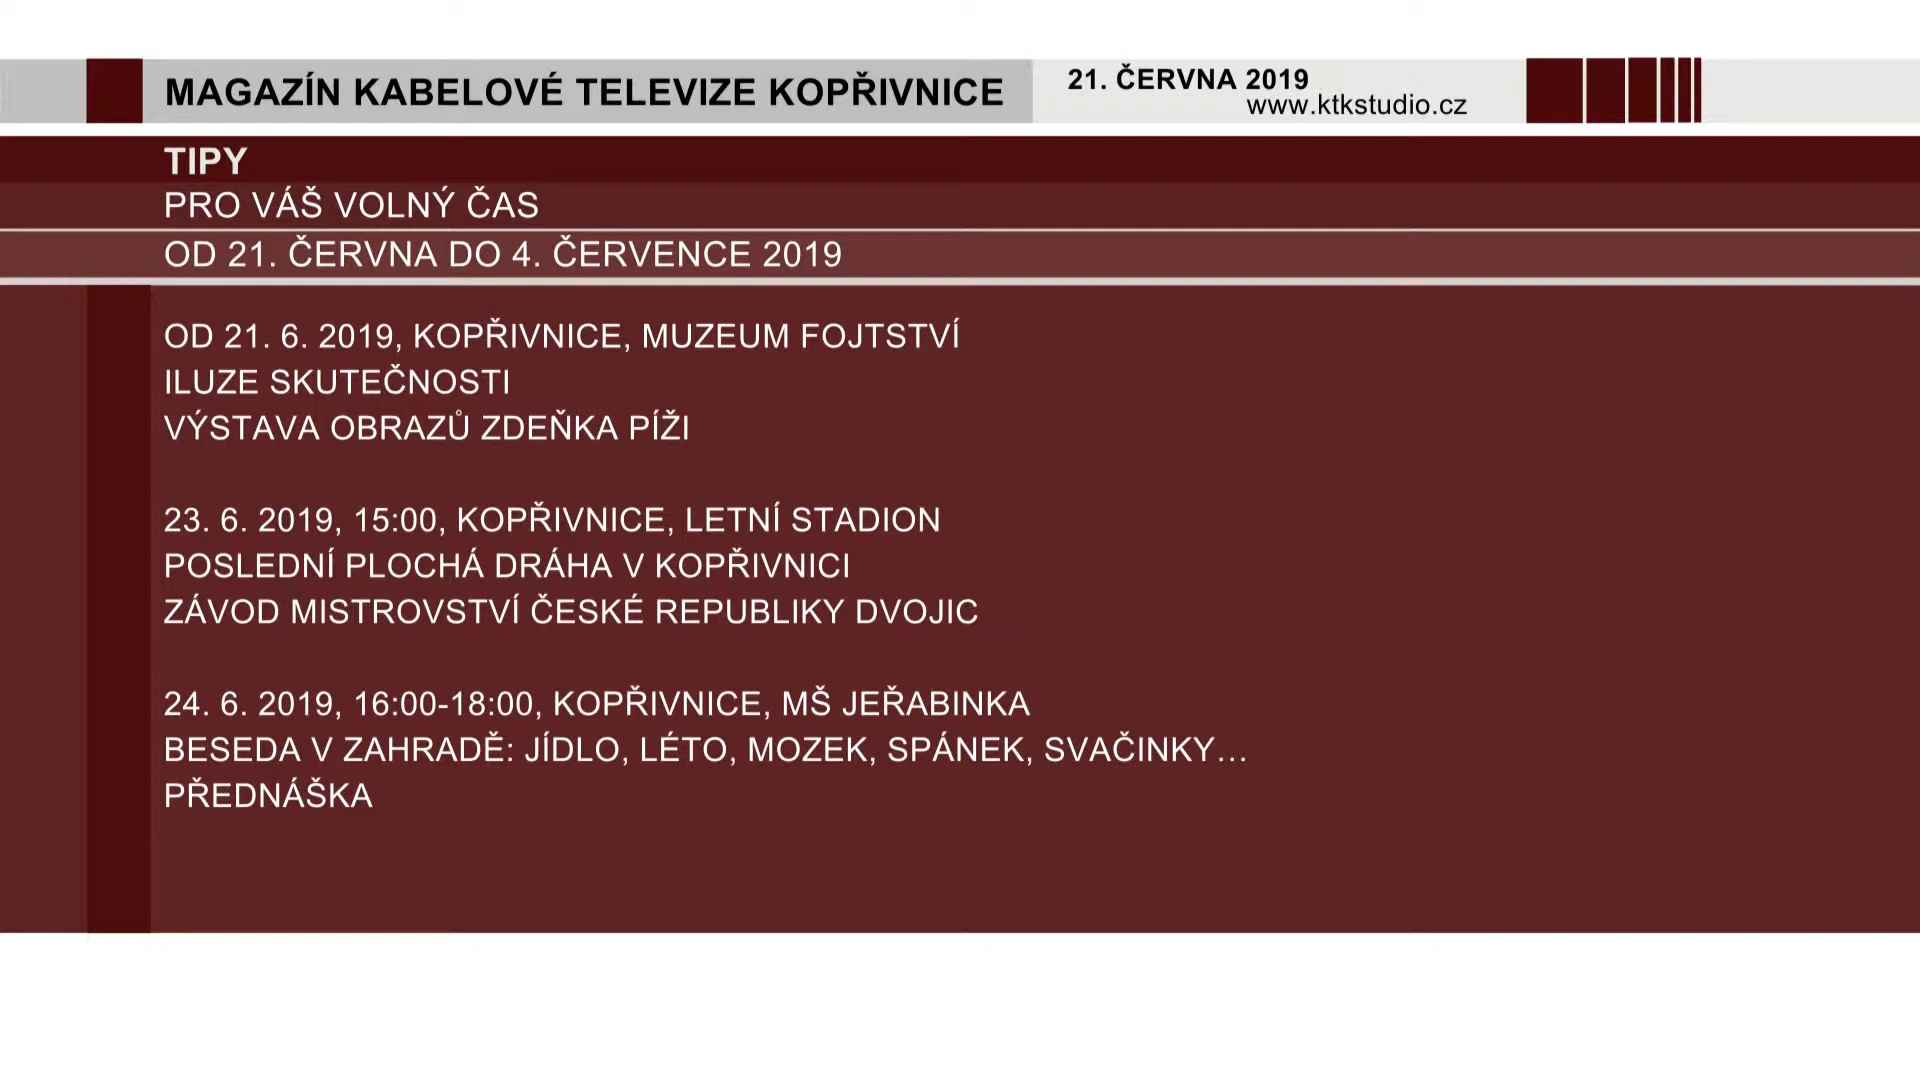 MAGAZÍN KABELOVÉ TELEVIZE KOPŘIVNICE
21. ČERVNA 2019
www.ktkstudio.cz
TIPY
PRO VÁŠ VOLNÝ ČAS
OD 21. ČERVNA DO 4. ČERVENCE 2019
OD 21. 6. 2019, KOPŘIVNICE, MUZEUM FOJTSTVÍ
ILUZE SKUTEČNOSTI
VÝSTAVA OBRAZŮ ZDEŇKA PÍŽI
23. 6. 2019, 15:00, KOPŘIVNICE, LETNÍ STADION
POSLEDNÍ PLOCHÁ DRÁHA V KOPŘIVNICI
ZÁVOD MISTROVSTVÍ ČESKÉ REPUBLIKY DVOJIC
24. 6. 2019, 16:00-18:00, KOPŘIVNICE, MŠ JEŘABINKA
BESEDA V ZAHRADĚ: JÍDLO, LÉTO, MOZEK, SPÁNEK, SVAČINKY…
PŘEDNÁŠKA